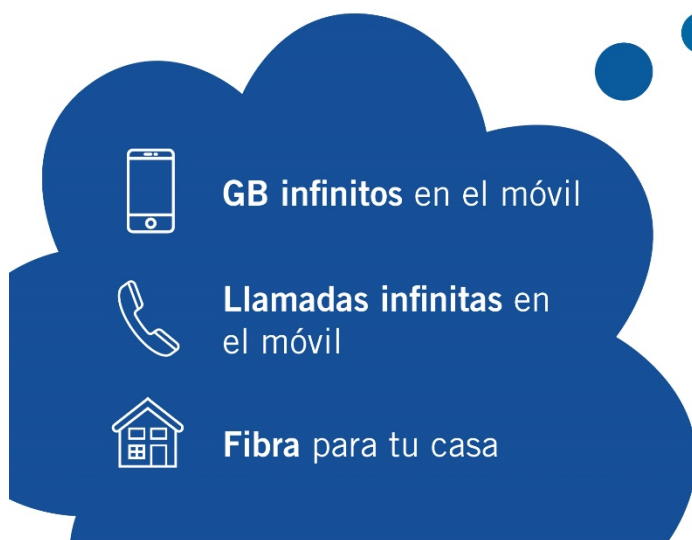 GB infinitos en el móvil
Llamadas infinitas en
el móvil
Fibra para tu casa